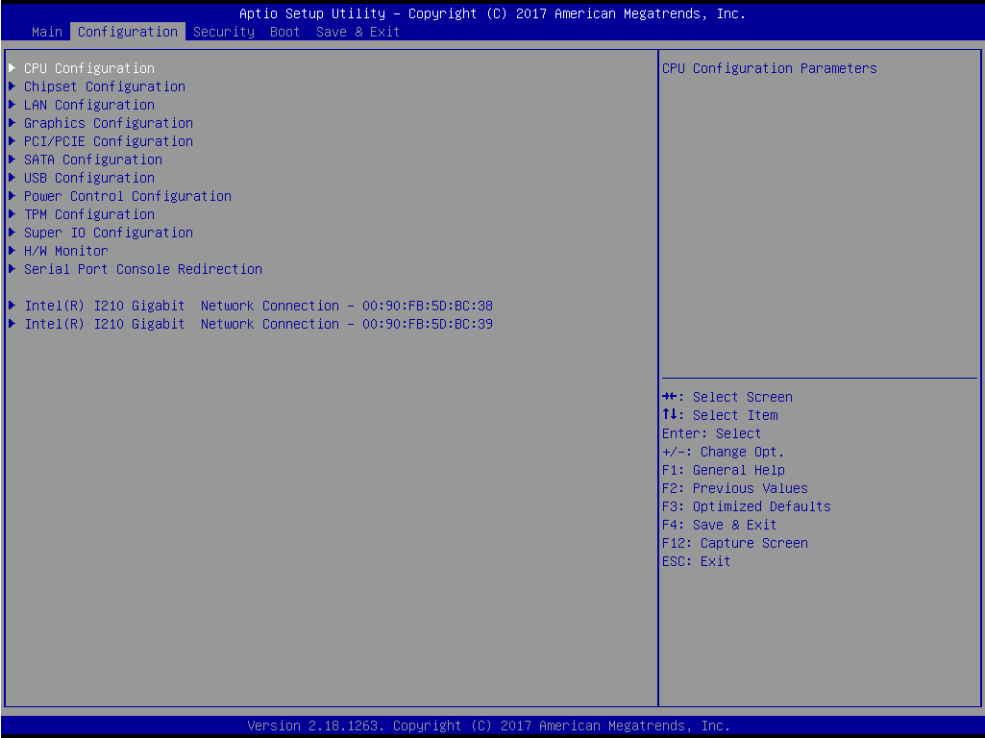 Aptio Setup Utility – Copyright (C) 2017 American Megatrends, Inc.
Main Configuration Security Boot Save & Exit
CPU Configuration
Chipset Configuration
LAN Configuration
Graphics Configuration
PCI/PCIE Configuration
SATA Configuration
USB Configuration
Power Control Configuration
TPM Configuration
Super IO Configuration
H/W Monitor
Serial Port Console Redirection
Intel(R) I210 Gigabit  Network Connection – 00:90:FB:5D:BC:38
Intel(R) I210 Gigabit  Network Connection – 00:90:FB:5D:BC:39
CPU Configuration Parameters
→←: Select Screen
↑↓: Select Item
Enter: Select
+/-: Change Opt.
F1: General Help
F2: Previous Values
F3: Optimized Defaults
F4: Save & Exit
F12: Capture Screen
ESC: Exit
Version 2.18.1263. Copyright (C) 2017 American Megatrends, Inc.